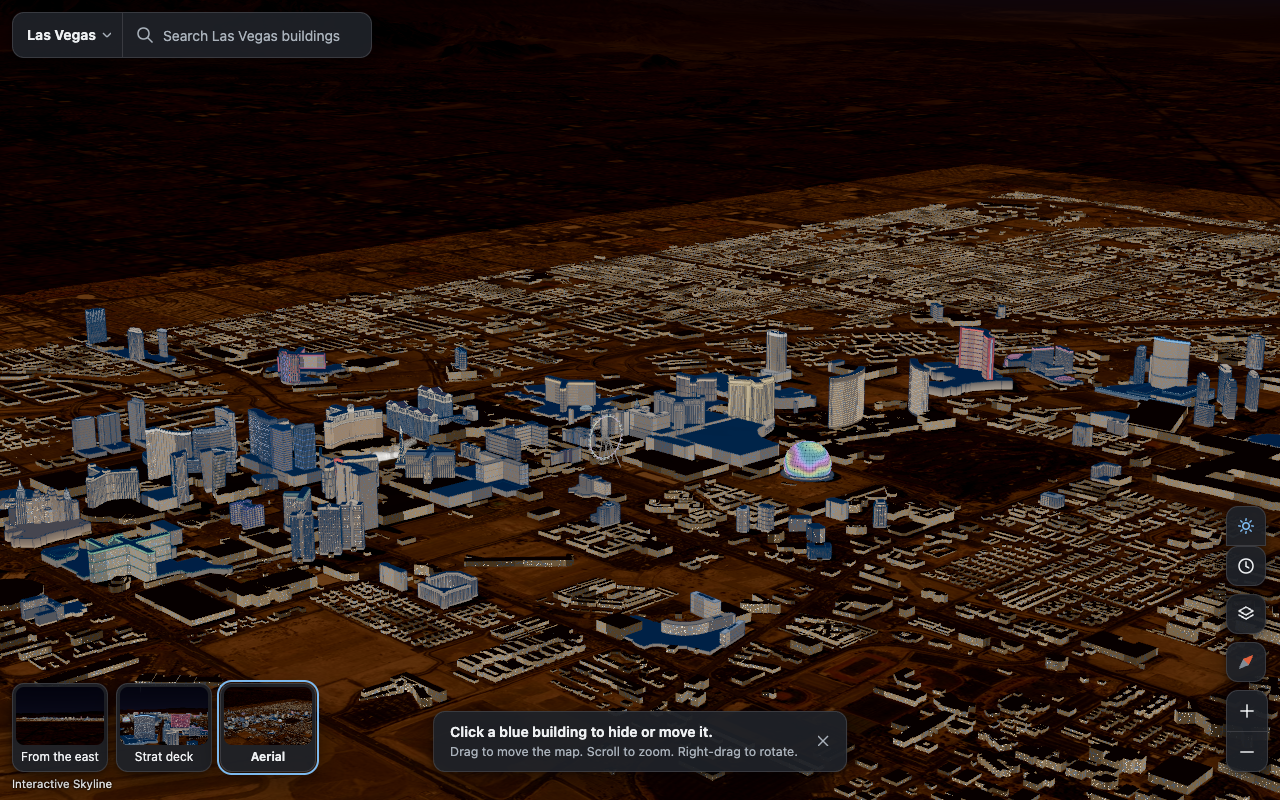 Las Vegas
Search Las Vegas buildings
Click a blue building to hide or move it.
Drag to move the map. Scroll to zoom. Right-drag to rotate.
From the east
Strat deck
Aerial
Interactive Skyline